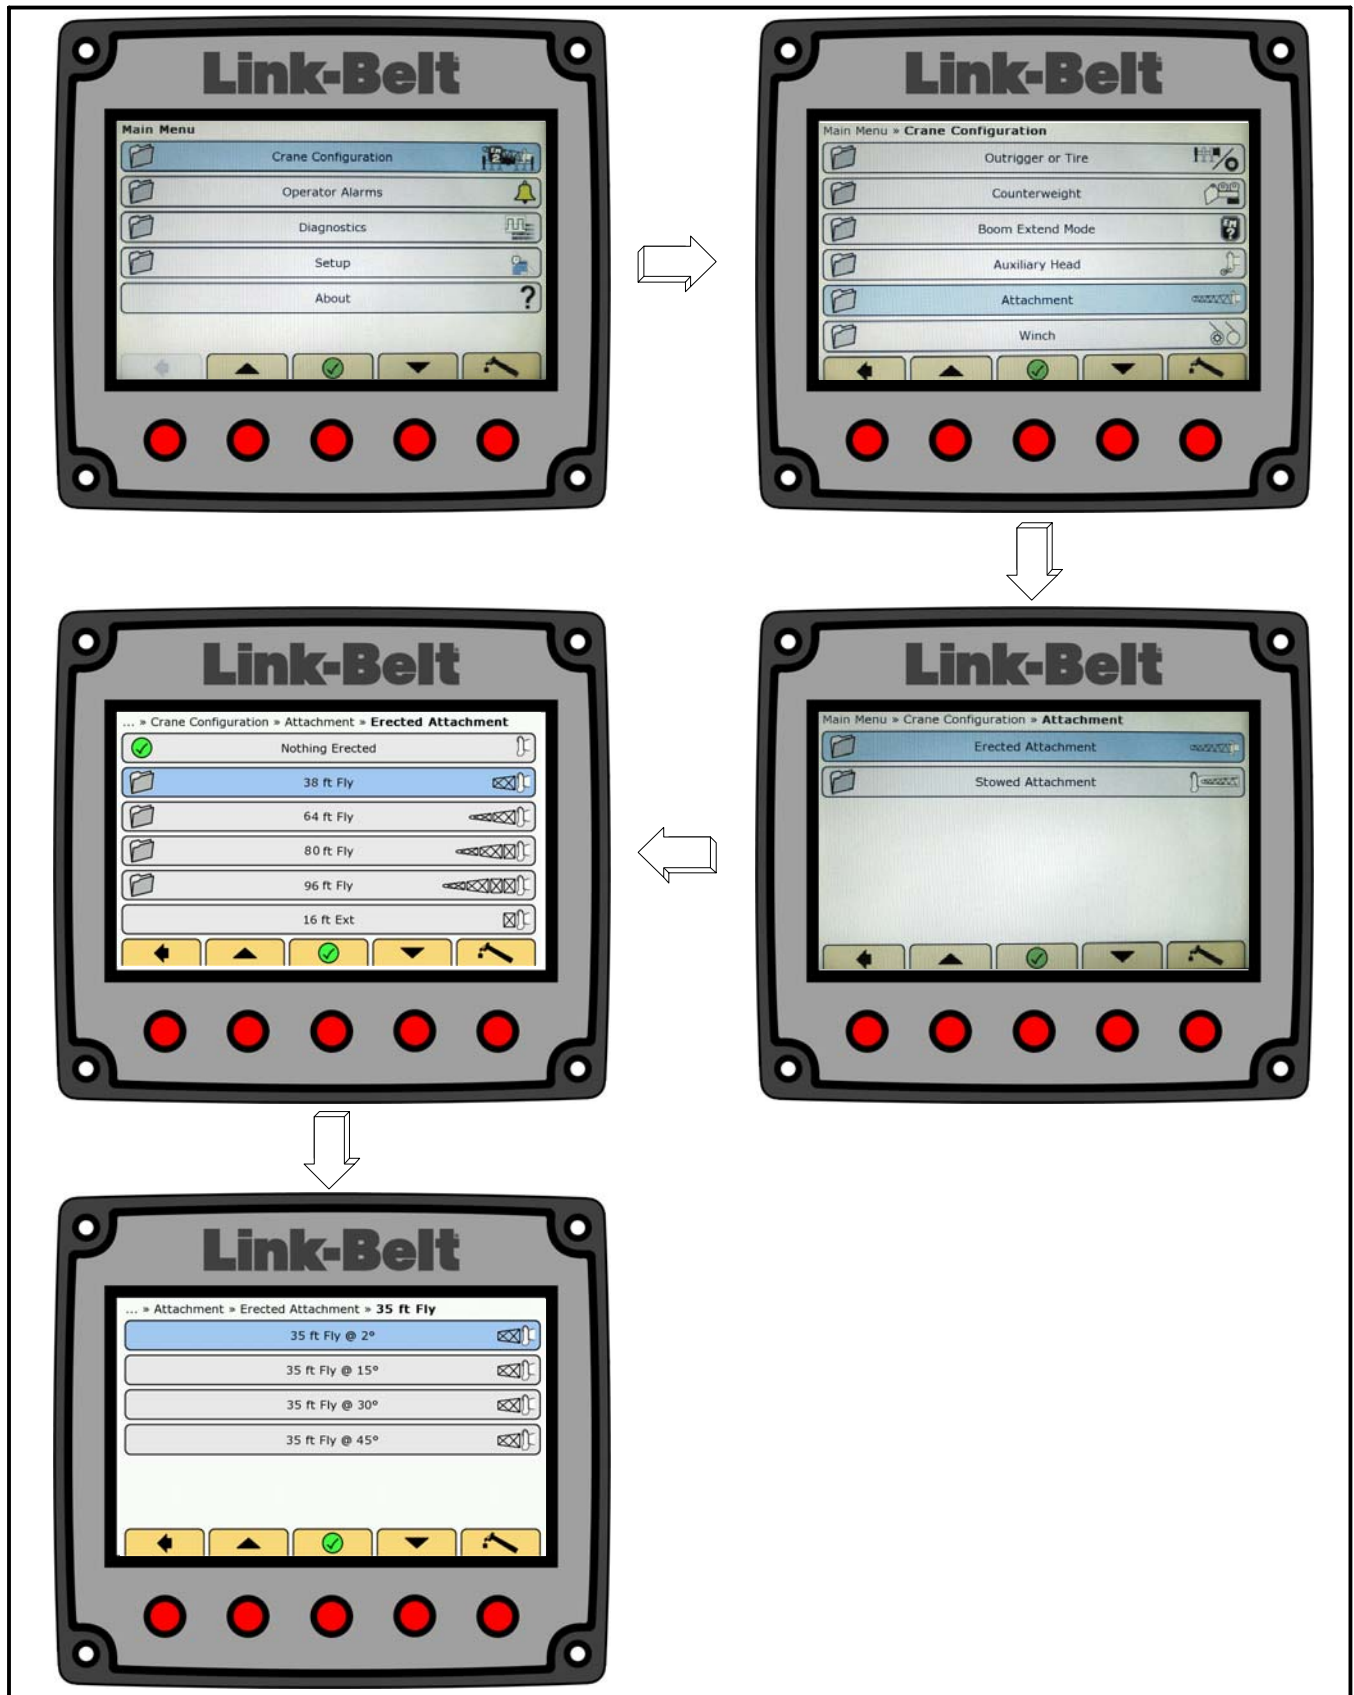 Link-Belt
Main Menu
Crane Configuration
Operator Alarms
Diagnostics
Setup
About
?
Link-Belt
Main Menu » Crane Configuration
Outrigger or Tire
Counterweight
Boom Extend Mode
Auxiliary Head
Attachment
Winch
Link-Belt
Main Menu » Crane Configuration » Attachment
Erected Attachment
Stowed Attachment
Link-Belt
... » Crane Configuration » Attachment » Erected Attachment
Nothing Erected
38 ft Fly
64 ft Fly
80 ft Fly
96 ft Fly
16 ft Ext
Link-Belt
... » Attachment » Erected Attachment » 35 ft Fly
35 ft Fly @ 2°
35 ft Fly @ 15°
35 ft Fly @ 30°
35 ft Fly @ 45°